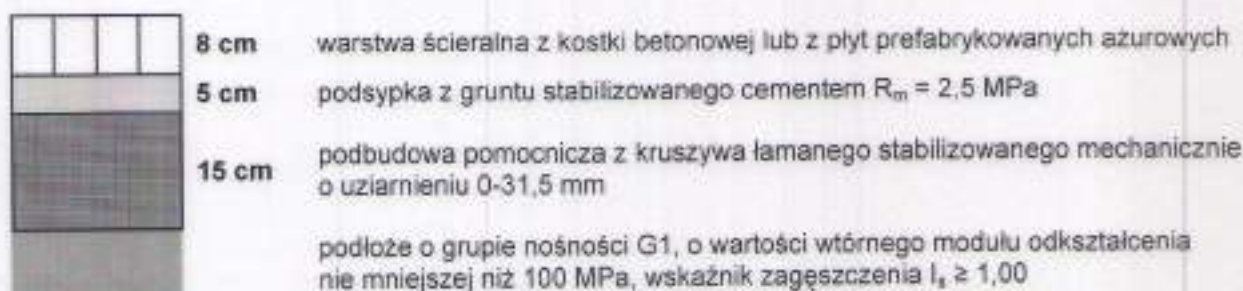 8 cm warstwa ścieralna z kostki betonowej lub z płyt prefabrykowanych ażurowych
5 cm podsypka z gruntu stabilizowanego cementem Rₘ = 2,5 MPa
15 cm podbudowa pomocnicza z kruszywa łamanego stabilizowanego mechanicznie
o uziarnieniu 0-31,5 mm
podłoże o grupie nośności G1, o wartości wtórnego modułu odkształcenia
nie mniejszej niż 100 MPa, wskaźnik zagęszczenia Iₛ ≥ 1,00